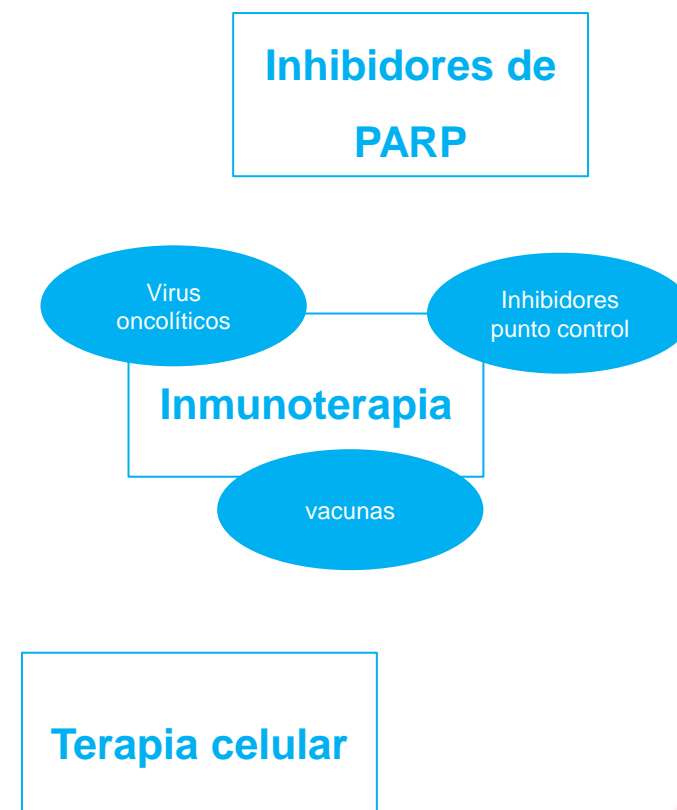 Inhibidores de
PARP
Virus
oncolíticos
Inhibidores
punto control
Inmunoterapia
vacunas
Terapia celular